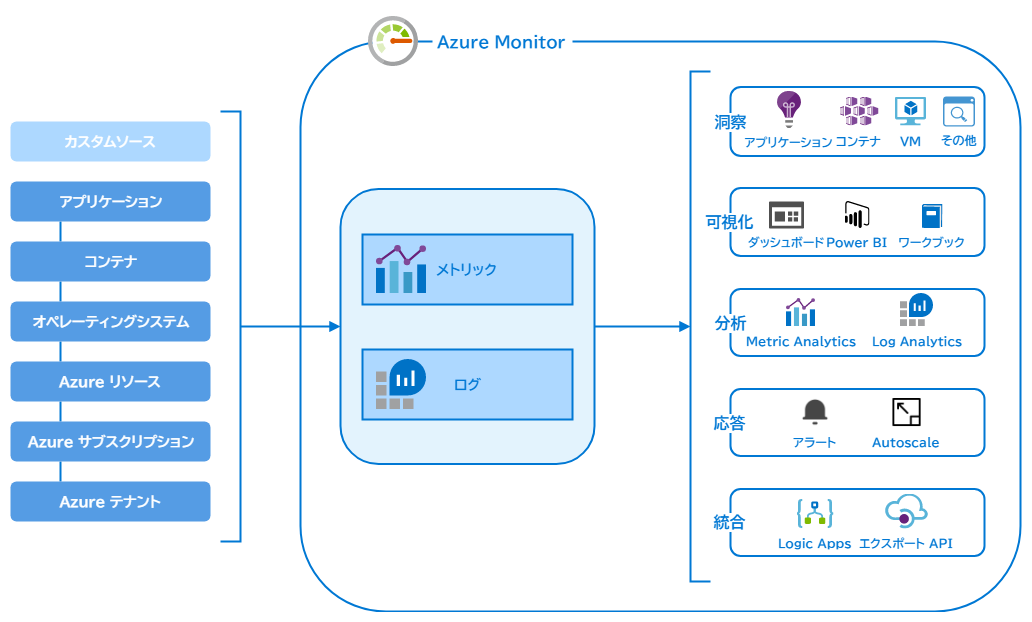 Azure Monitor
カスタムソース
アプリケーション
コンテナ
オペレーティングシステム
Azure リソース
Azure サブスクリプション
Azure テナント
メトリック
ログ
洞察
アプリケーション コンテナ VM その他
可視化
ダッシュボード Power BI ワークブック
分析
Metric Analytics Log Analytics
応答
アラート Autoscale
統合
Logic Apps エクスポート API